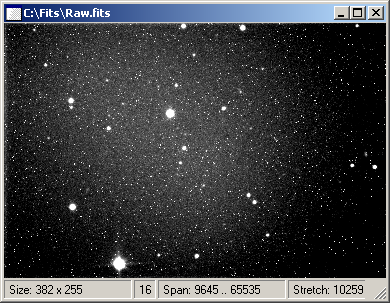 C:\Fits\Raw.fits
Size: 382 x 255 16 Span: 9645 .. 65535 Stretch: 10259